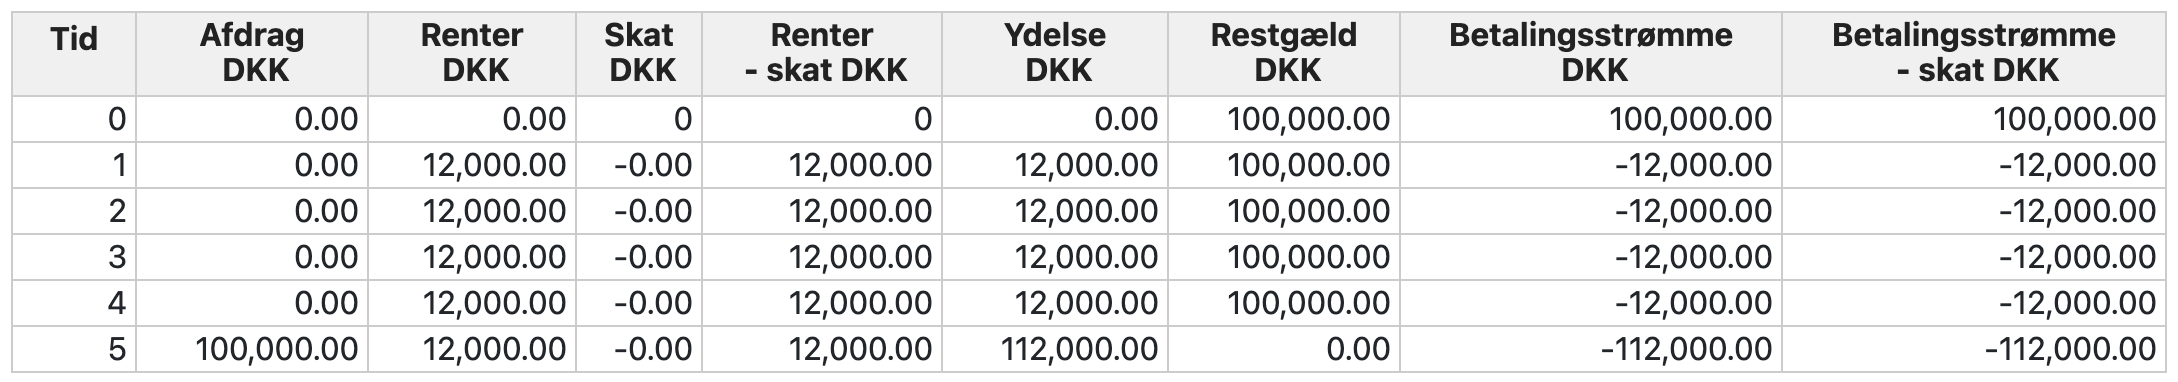 Tid Afdrag DKK Renter DKK Skat DKK Renter - skat DKK Ydelse DKK Restgæld DKK Betalingsstrømme DKK Betalingsstrømme - skat DKK
0 0.00 0.00 0 0 0.00 100,000.00 100,000.00 100,000.00
1 0.00 12,000.00 -0.00 12,000.00 12,000.00 100,000.00 -12,000.00 -12,000.00
2 0.00 12,000.00 -0.00 12,000.00 12,000.00 100,000.00 -12,000.00 -12,000.00
3 0.00 12,000.00 -0.00 12,000.00 12,000.00 100,000.00 -12,000.00 -12,000.00
4 0.00 12,000.00 -0.00 12,000.00 12,000.00 100,000.00 -12,000.00 -12,000.00
5 100,000.00 12,000.00 -0.00 12,000.00 112,000.00 0.00 -112,000.00 -112,000.00